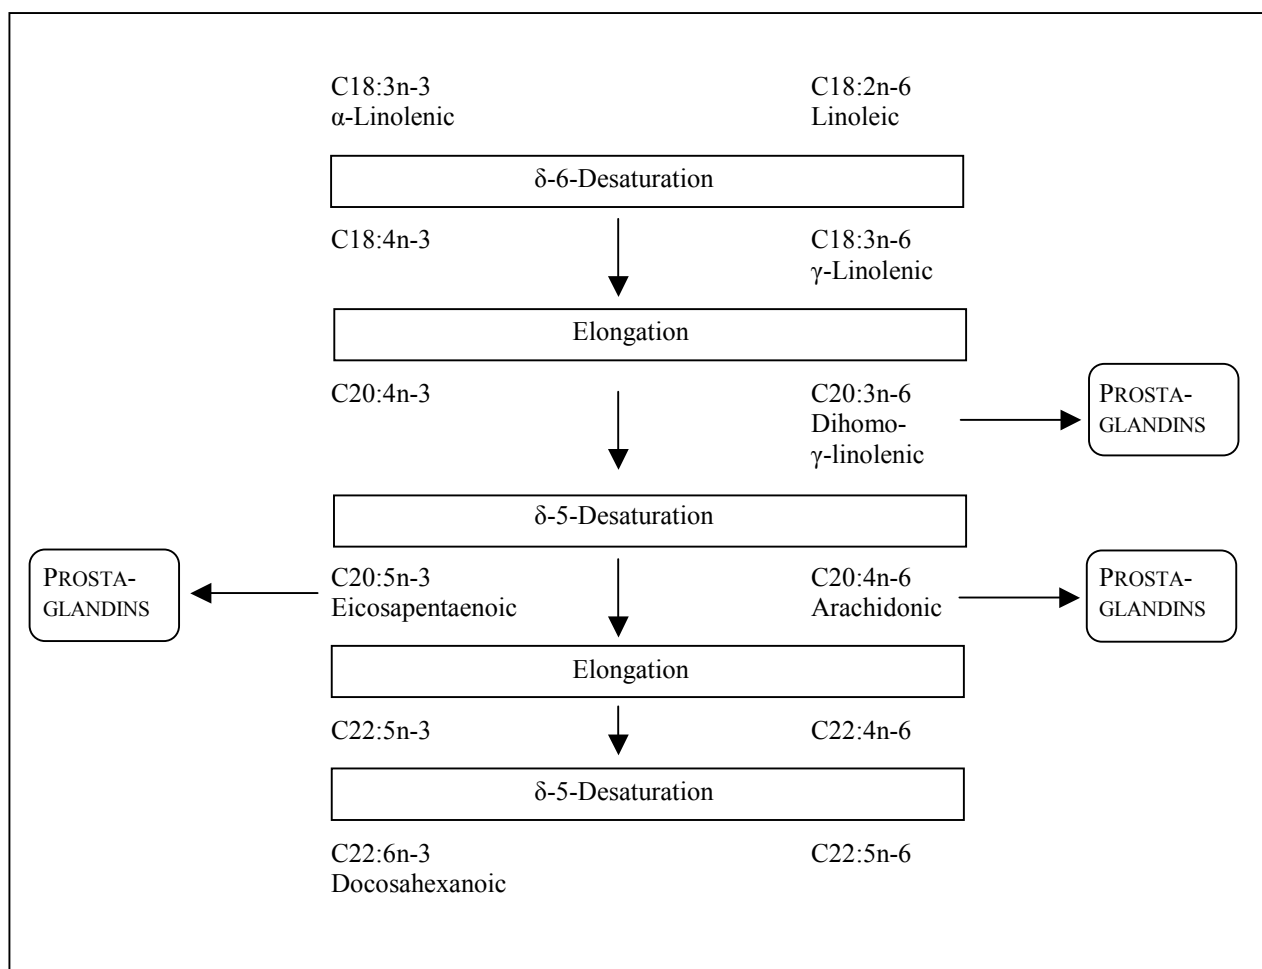 C18:3n-3
α-Linolenic
C18:2n-6
Linoleic
δ-6-Desaturation
C18:4n-3
C18:3n-6
γ-Linolenic
Elongation
C20:4n-3
C20:3n-6
Dihomo-
γ-linolenic
PROSTA-
GLANDINS
δ-5-Desaturation
PROSTA-
GLANDINS
C20:5n-3
Eicosapentaenoic
C20:4n-6
Arachidonic
PROSTA-
GLANDINS
Elongation
C22:5n-3
C22:4n-6
δ-5-Desaturation
C22:6n-3
Docosahexanoic
C22:5n-6